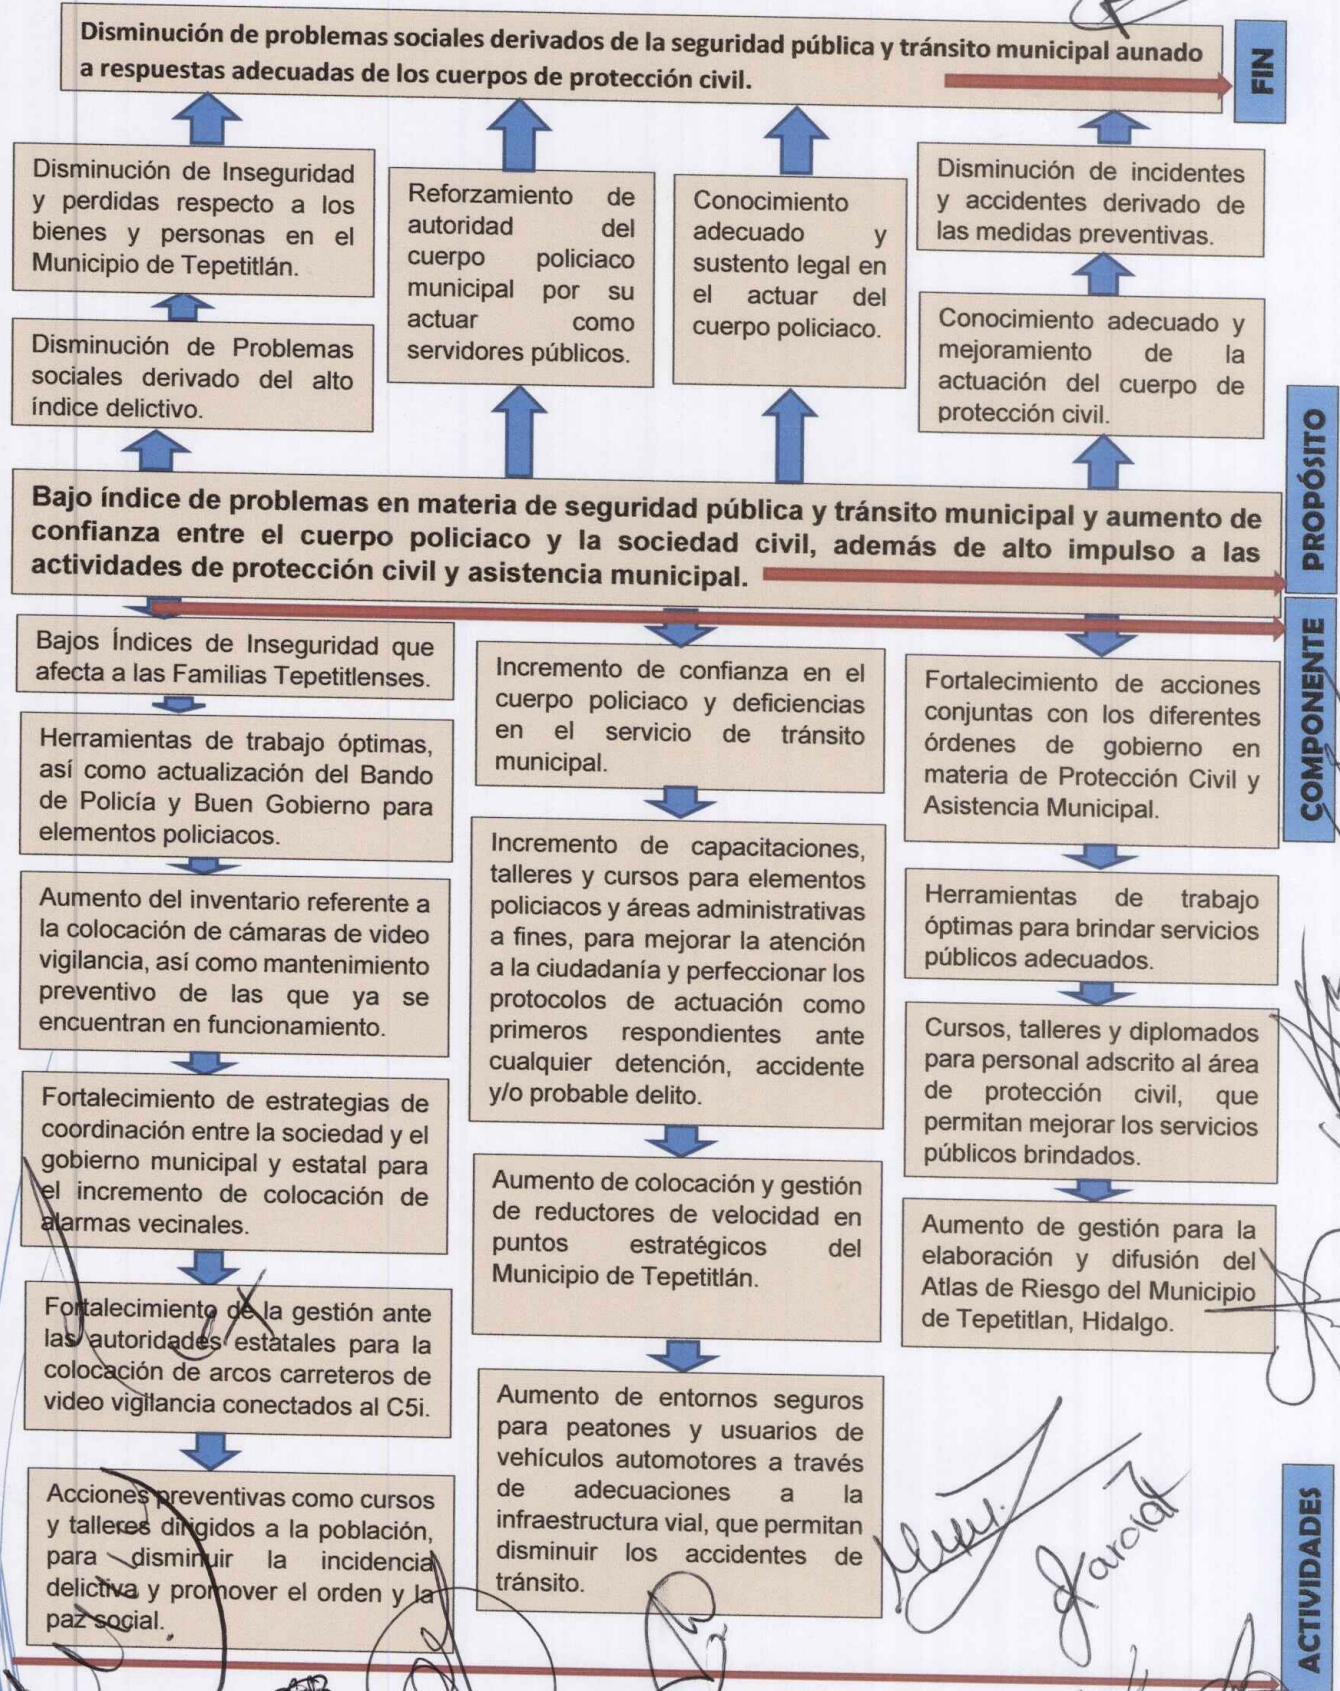 Disminución de problemas sociales derivados de la seguridad pública y tránsito municipal aunado
a respuestas adecuadas de los cuerpos de protección civil.
FIN
Disminución de Inseguridad
y perdidas respecto a los
bienes y personas en el
Municipio de Tepetitlán.
Disminución de Problemas
sociales derivado del alto
índice delictivo.
Reforzamiento de
autoridad del
cuerpo policiaco
municipal por su
actuar como
servidores públicos.
Conocimiento
adecuado y
sustento legal en
el actuar del
cuerpo policiaco.
Disminución de incidentes
y accidentes derivado de
las medidas preventivas.
Conocimiento adecuado y
mejoramiento de la
actuación del cuerpo de
protección civil.
Bajo índice de problemas en materia de seguridad pública y tránsito municipal y aumento de
confianza entre el cuerpo policiaco y la sociedad civil, además de alto impulso a las
actividades de protección civil y asistencia municipal.
PROPÓSITO
COMPONENTE
Bajos Índices de Inseguridad que
afecta a las Familias Tepetitlenses.
Herramientas de trabajo óptimas,
así como actualización del Bando
de Policía y Buen Gobierno para
elementos policiacos.
Aumento del inventario referente a
la colocación de cámaras de video
vigilancia, así como mantenimiento
preventivo de las que ya se
encuentran en funcionamiento.
Fortalecimiento de estrategias de
coordinación entre la sociedad y el
gobierno municipal y estatal para
el incremento de colocación de
alarmas vecinales.
Fortalecimiento de la gestión ante
las autoridades estatales para la
colocación de arcos carreteros de
video vigilancia conectados al C5i.
Acciones preventivas como cursos
y talleres dirigidos a la población,
para disminuir la incidencia
delictiva y promover el orden y la
paz social.
Incremento de confianza en el
cuerpo policiaco y deficiencias
en el servicio de tránsito
municipal.
Incremento de capacitaciones,
talleres y cursos para elementos
policiacos y áreas administrativas
a fines, para mejorar la atención
a la ciudadanía y perfeccionar los
protocolos de actuación como
primeros respondientes ante
cualquier detención, accidente
y/o probable delito.
Aumento de colocación y gestión
de reductores de velocidad en
puntos estratégicos del
Municipio de Tepetitlán.
Aumento de entornos seguros
para peatones y usuarios de
vehículos automotores a través
de adecuaciones a la
infraestructura vial, que permitan
disminuir los accidentes de
tránsito.
Fortalecimiento de acciones
conjuntas con los diferentes
órdenes de gobierno en
materia de Protección Civil y
Asistencia Municipal.
Herramientas de trabajo
óptimas para brindar servicios
públicos adecuados.
Cursos, talleres y diplomados
para personal adscrito al área
de protección civil, que
permitan mejorar los servicios
públicos brindados.
Aumento de gestión para la
elaboración y difusión del
Atlas de Riesgo del Municipio
de Tepetitlan, Hidalgo.
ACTIVIDADES